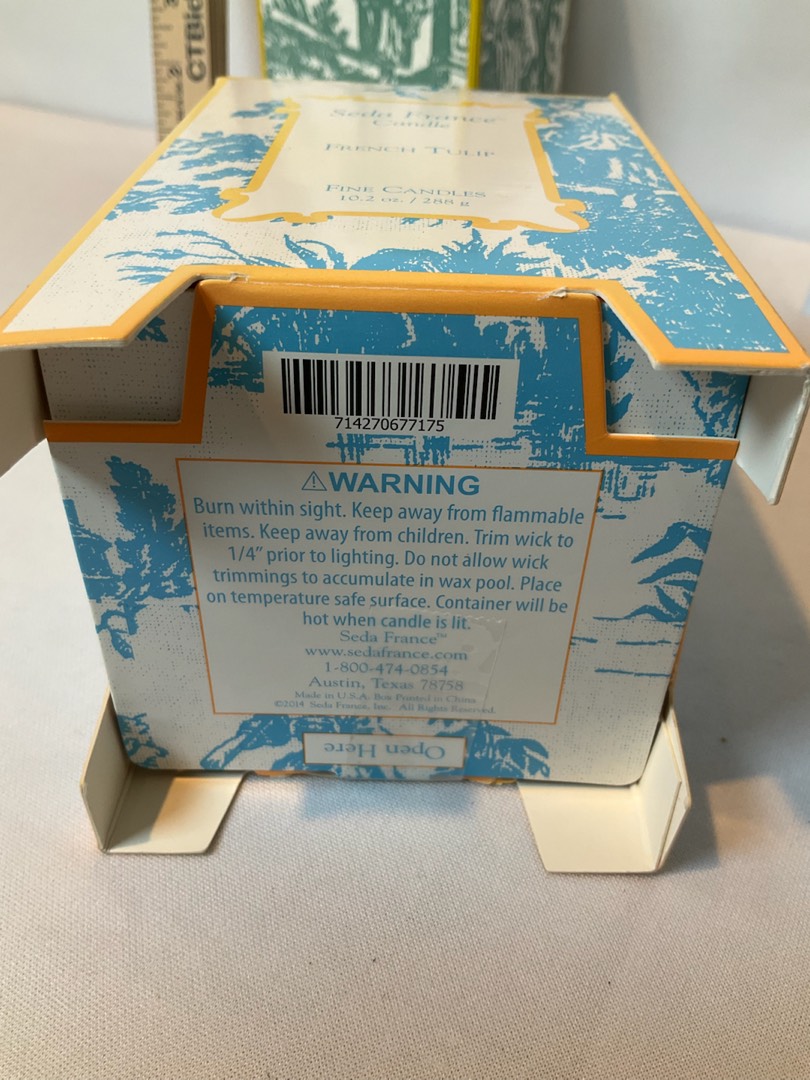 CTBio
Seda France™
Candle
FRENCH TULIP
FINE CANDLES
10.2 oz. / 288 g
714270677175
⚠WARNING
Burn within sight. Keep away from flammable
items. Keep away from children. Trim wick to
1/4″ prior to lighting. Do not allow wick
trimmings to accumulate in wax pool. Place
on temperature safe surface. Container will be
hot when candle is lit.
Seda France™
www.sedafrance.com
1-800-474-0854
Austin, Texas 78758
Made in U.S.A. Box Printed in China
©2014 Seda France, Inc. All Rights Reserved.
Open Here